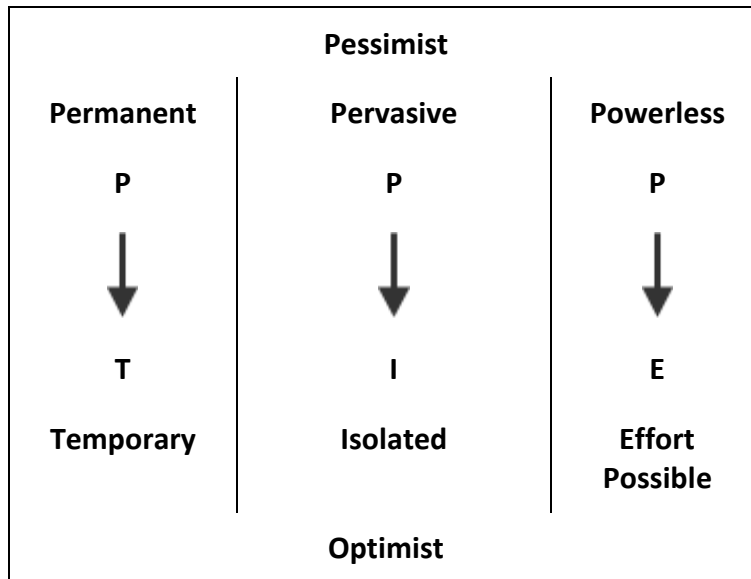 Pessimist
Permanent Pervasive Powerless
P P P
T I E
Temporary Isolated Effort
Possible
Optimist